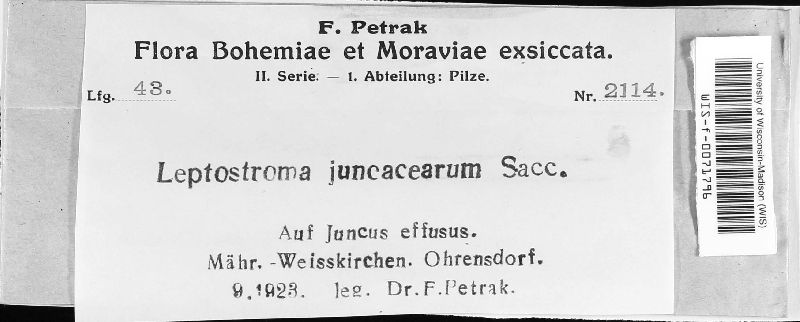 F. Petrak
Flora Bohemiae et Moraviae exsiccata.
II. Serie. — 1. Abteilung: Pilze.
Lfg. 43.
Nr. 2114.
Leptostroma juncacearum Sacc.
Auf Juncus effusus.
Mähr. -Weisskirchen. Ohrensdorf.
9.1923. leg. Dr.F.Petrak.
University of Wisconsin-Madison (WIS)
WIS-f-0071796